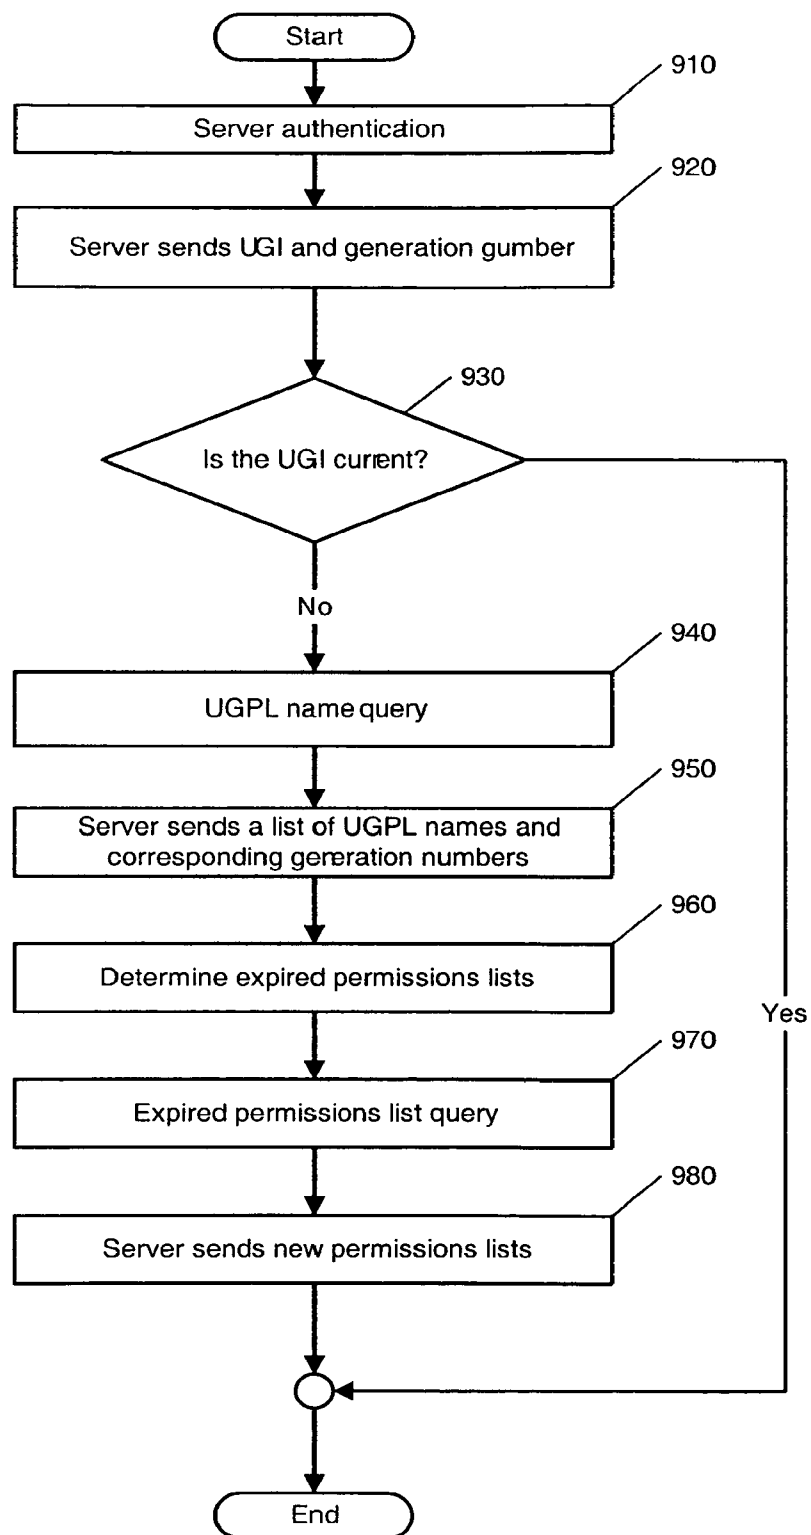 Start
910
Server authentication
920
Server sends UGI and generation gumber
930
Is the UGI current?
No
940
UGPL name query
950
Server sends a list of UGPL names and
corresponding generation numbers
960
Determine expired permissions lists
Yes
970
Expired permissions list query
980
Server sends new permissions lists
End